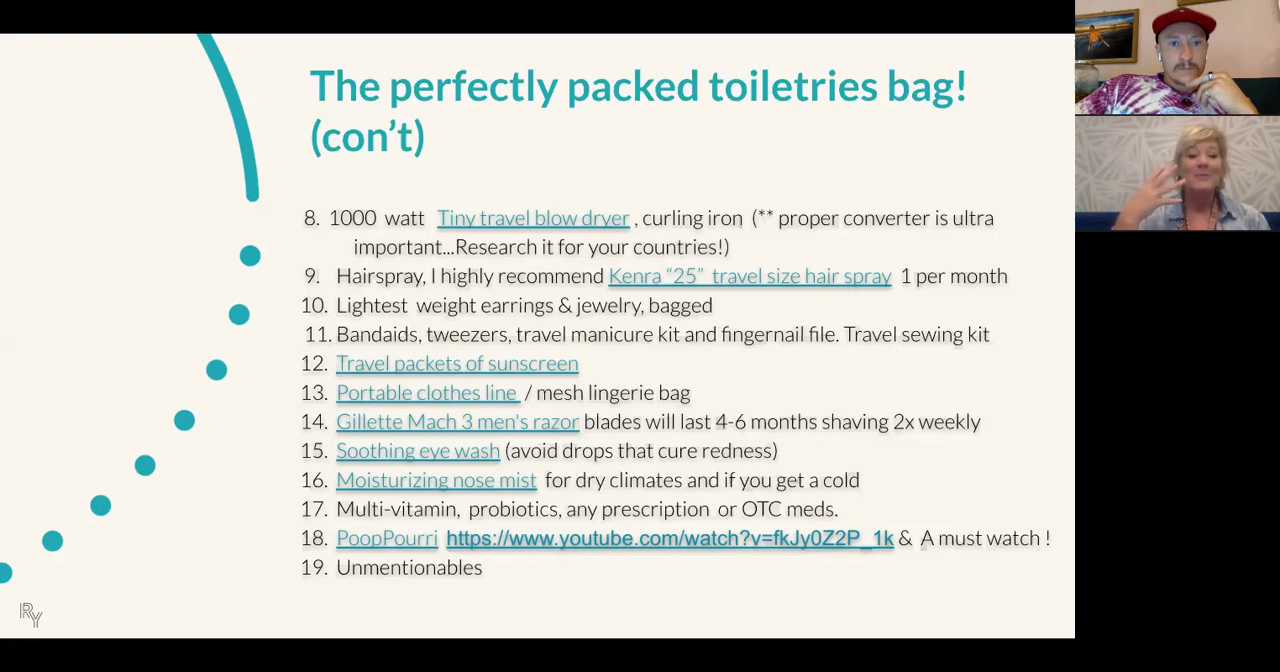 The perfectly packed toiletries bag!
(con't)
8. 1000 watt Tiny travel blow dryer , curling iron (** proper converter is ultra
important...Research it for your countries!)
9. Hairspray, I highly recommend Kenra “25” travel size hair spray 1 per month
10. Lightest weight earrings & jewelry, bagged
11. Bandaids, tweezers, travel manicure kit and fingernail file. Travel sewing kit
12. Travel packets of sunscreen
13. Portable clothes line / mesh lingerie bag
14. Gillette Mach 3 men's razor blades will last 4-6 months shaving 2x weekly
15. Soothing eye wash (avoid drops that cure redness)
16. Moisturizing nose mist for dry climates and if you get a cold
17. Multi-vitamin, probiotics, any prescription or OTC meds.
18. PoopPourri https://www.youtube.com/watch?v=fkJy0Z2P_1k & A must watch !
19. Unmentionables
RY